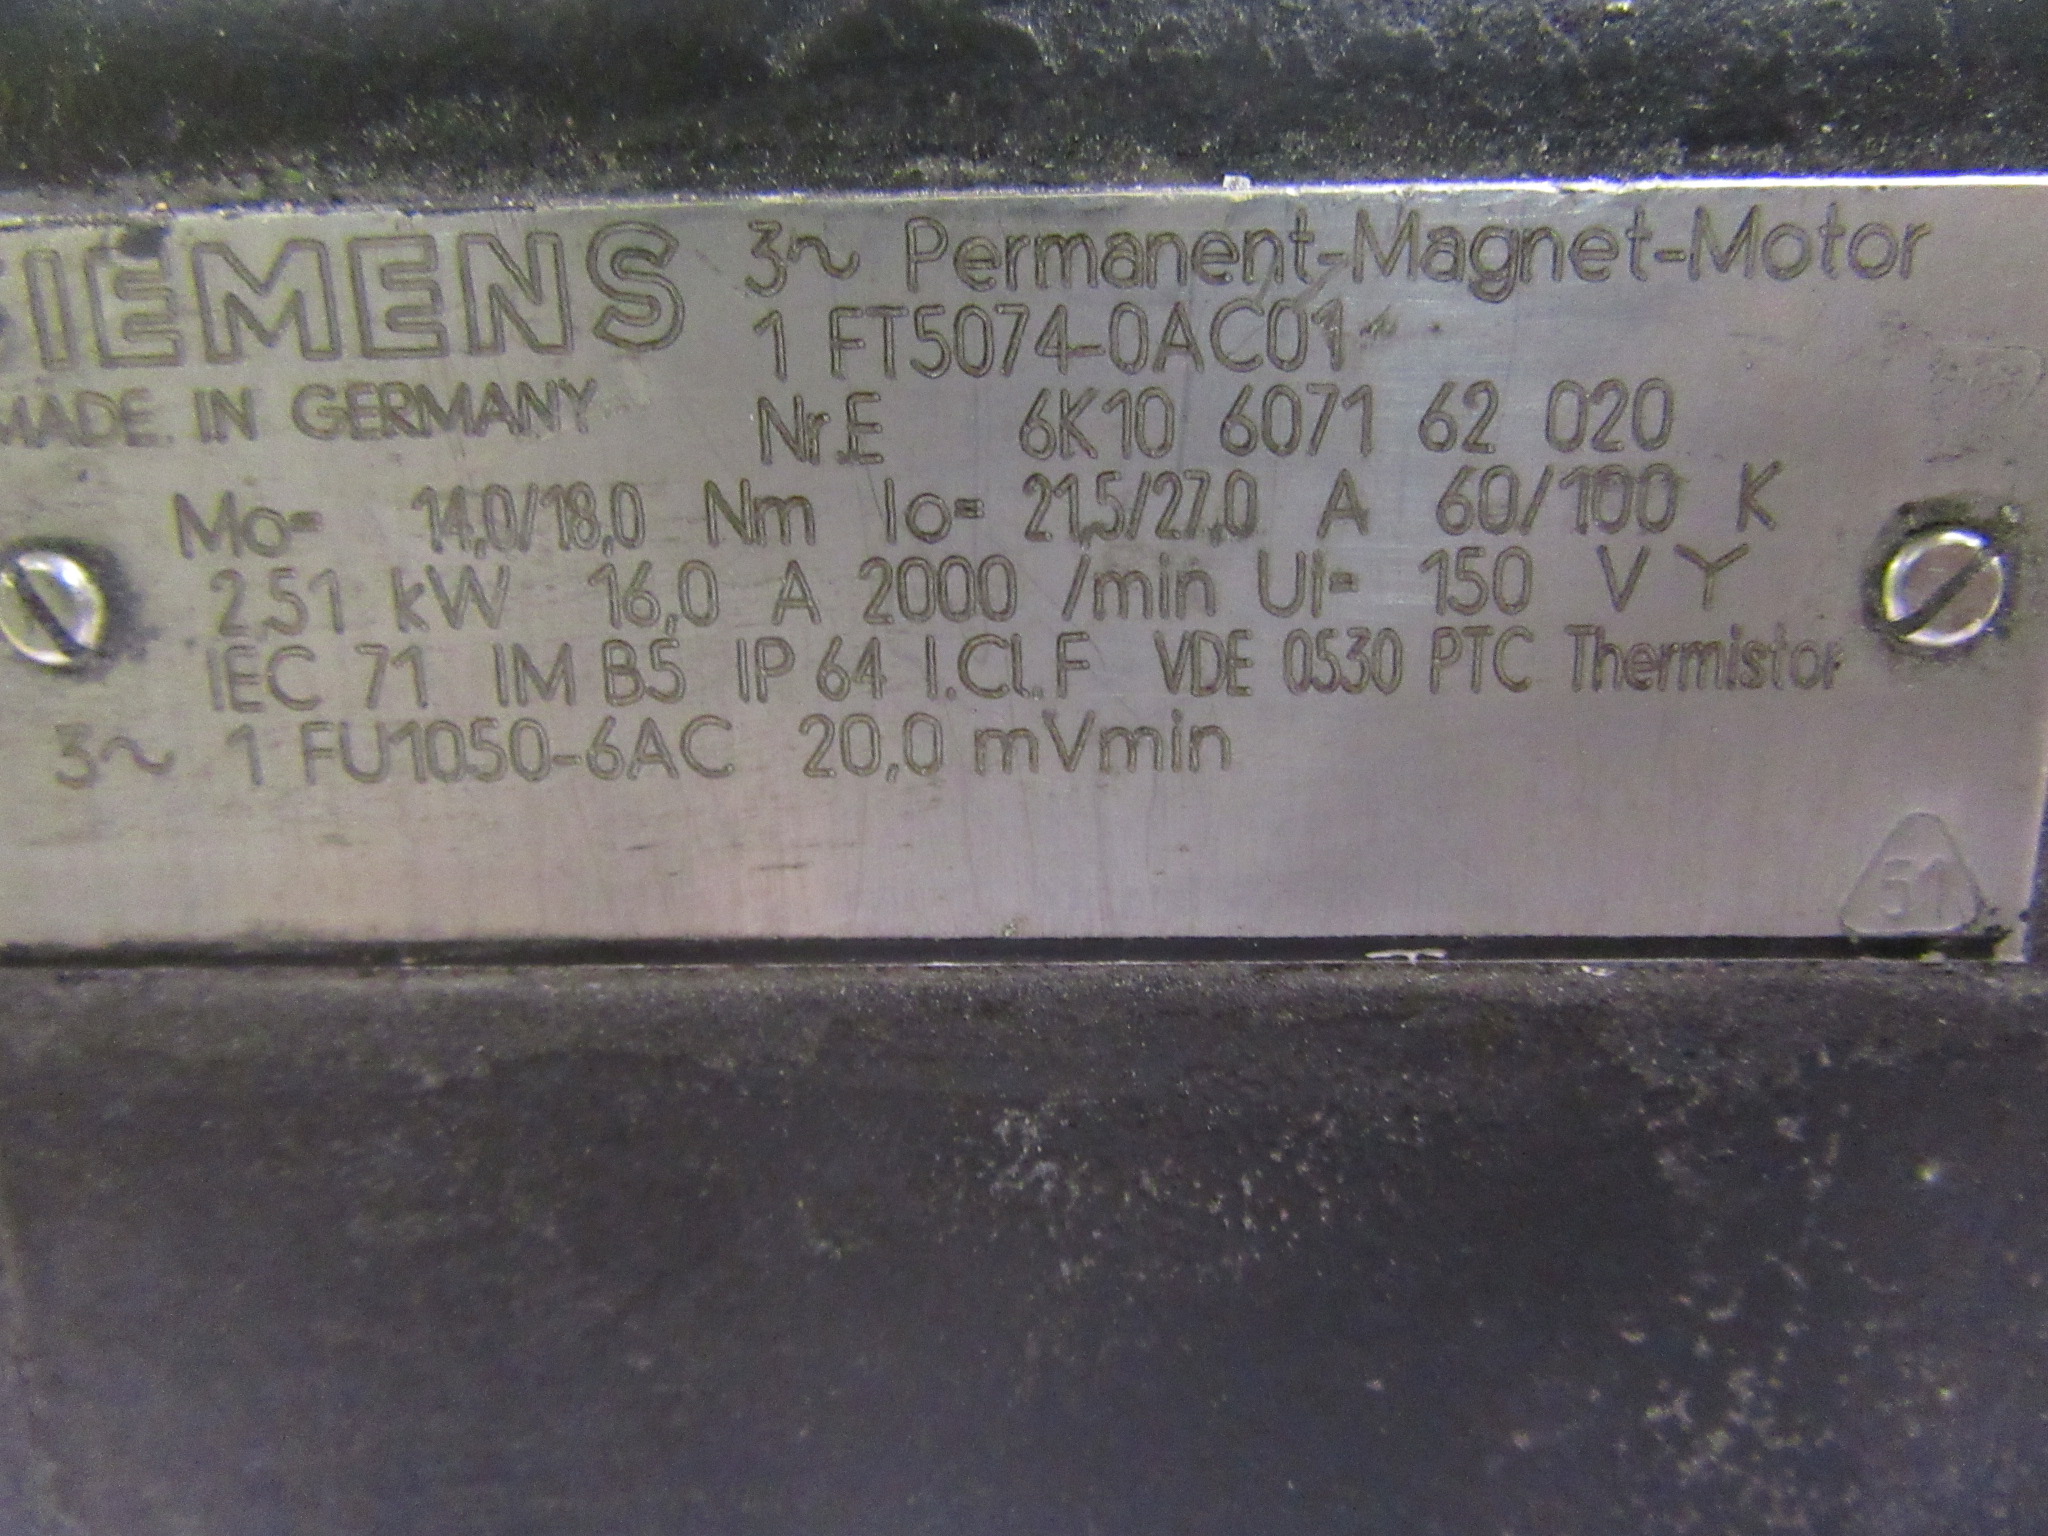 SIEMENS 3~ Permanent-Magnet-Motor
1 FT5074-0AC01
MADE IN GERMANY Nr.E 6K10 6071 62 020
Mo= 14,0/18,0 Nm Io= 21,5/27,0 A 60/100 K
2,51 kW 16,0 A 2000 /min Ui= 150 V Y
IEC 71 IM B5 IP 64 I.Cl.F VDE 0530 PTC Thermistor
3~ 1 FU1050-6AC 20,0 mVmin
51